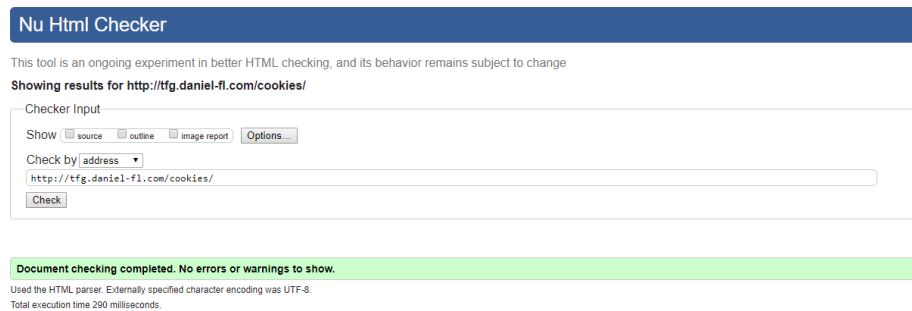 Nu Html Checker
This tool is an ongoing experiment in better HTML checking, and its behavior remains subject to change
Showing results for http://tfg.daniel-fl.com/cookies/
Checker Input
Show source outline image report Options...
Check by address
http://tfg.daniel-fl.com/cookies/
Check
Document checking completed. No errors or warnings to show.
Used the HTML parser. Externally specified character encoding was UTF-8.
Total execution time 290 milliseconds.